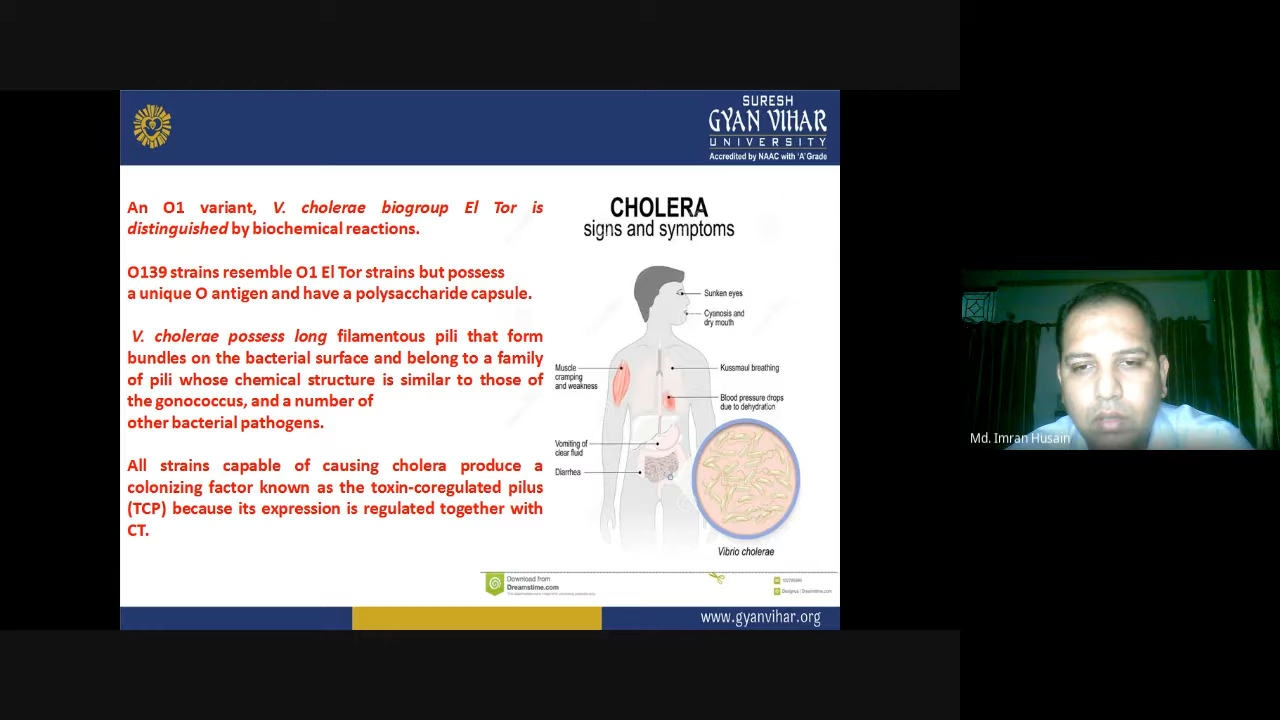 SURESH
GYAN VIHAR
UNIVERSITY
Accredited by NAAC with 'A' Grade
An O1 variant, V. cholerae biogroup El Tor is
distinguished by biochemical reactions.
O139 strains resemble O1 El Tor strains but possess
a unique O antigen and have a polysaccharide capsule.
V. cholerae possess long filamentous pili that form
bundles on the bacterial surface and belong to a family
of pili whose chemical structure is similar to those of
the gonococcus, and a number of
other bacterial pathogens.
All strains capable of causing cholera produce a
colonizing factor known as the toxin-coregulated pilus
(TCP) because its expression is regulated together with
CT.
CHOLERA
signs and symptoms
Sunken eyes
Cyanosis and
dry mouth
Muscle
cramping
and weakness
Kussmaul breathing
Blood pressure drops
due to dehydration
Vomiting of
clear fluid
Diarrhea
Vibrio cholerae
Download from
Dreamstime.com
www.gyanvihar.org
Md. Imran Husain